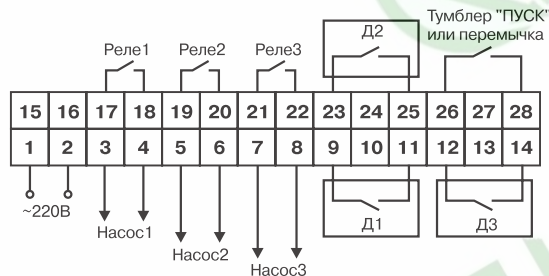 Тумблер "ПУСК"
или перемычка
Реле1 Реле2 Реле3 Д2
15 16 17 18 19 20 21 22 23 24 25 26 27 28
1 2 3 4 5 6 7 8 9 10 11 12 13 14
~220В
Насос1
Насос2
Насос3
Д1 Д3